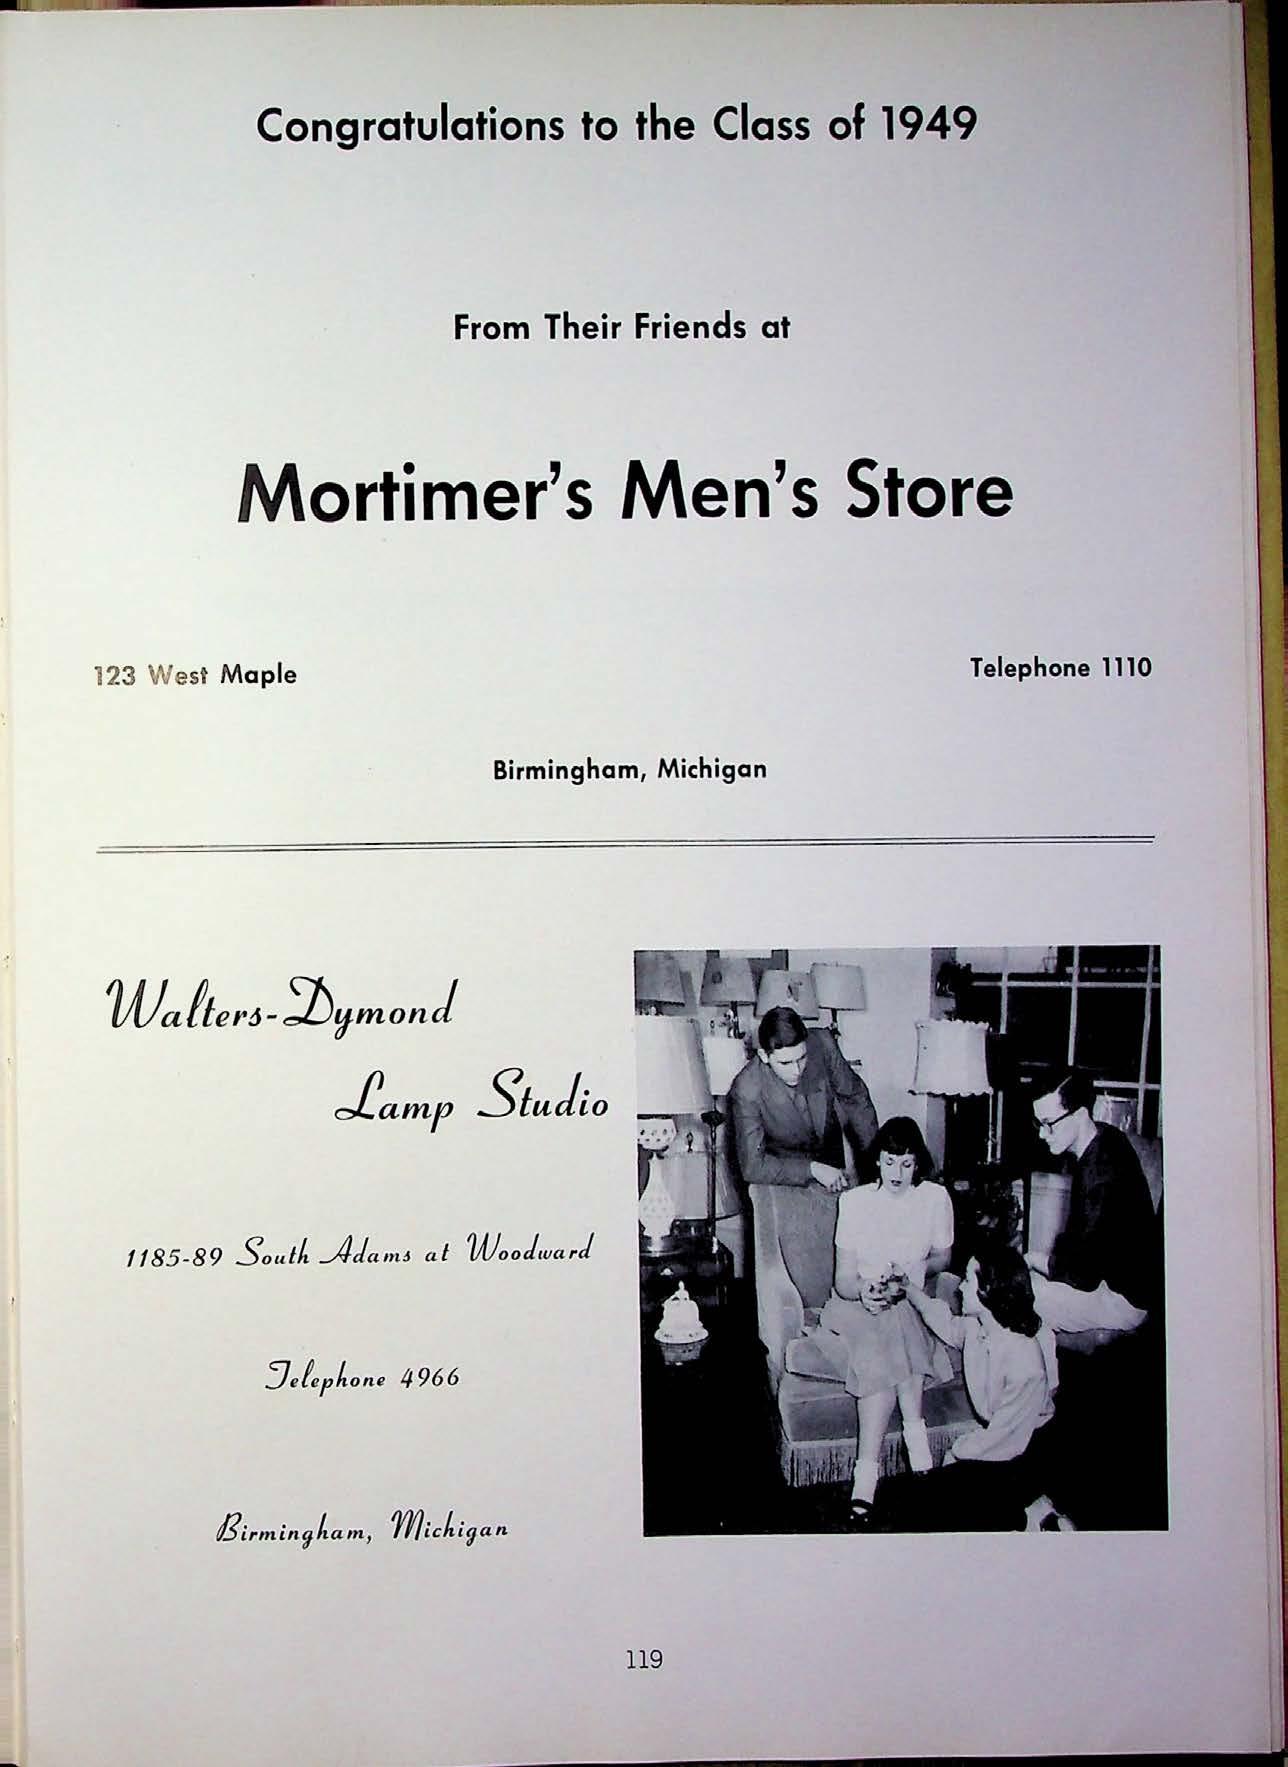 Congratulations to the Class of 1949
From Their Friends at
Mortimer's Men's Store
123 West Maple
Telephone 1110
Birmingham, Michigan
Walters-Dymond
Lamp Studio
1185-89 South Adams at Woodward
Telephone 4966
Birmingham, Michigan
119